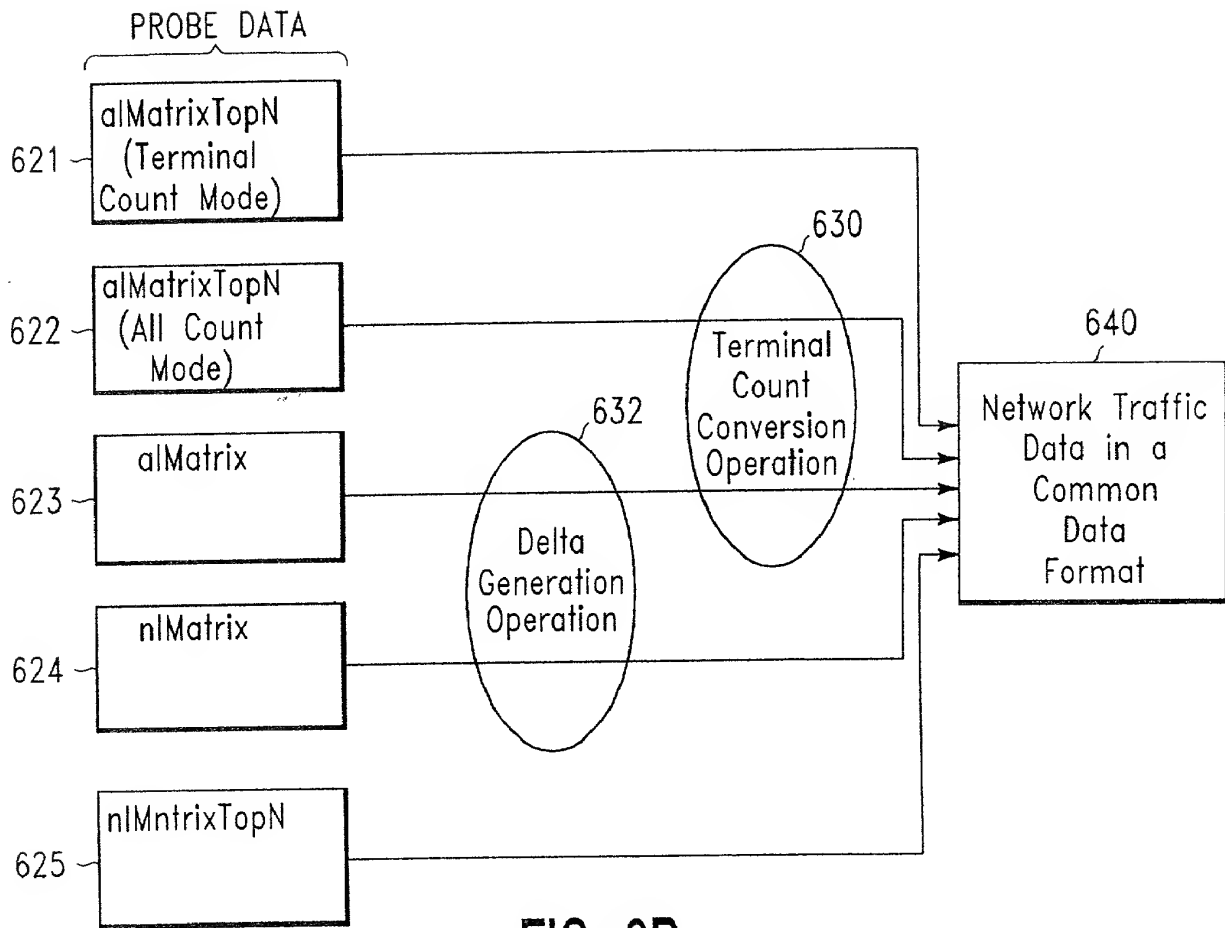 PROBE DATA
alMatrixTopN
(Terminal
Count Mode)
621
alMatrixTopN
(All Count
Mode)
622
alMatrix
623
nlMatrix
624
nlMntrixTopN
625
632
Delta
Generation
Operation
630
Terminal
Count
Conversion
Operation
640
Network Traffic
Data in a
Common
Data
Format